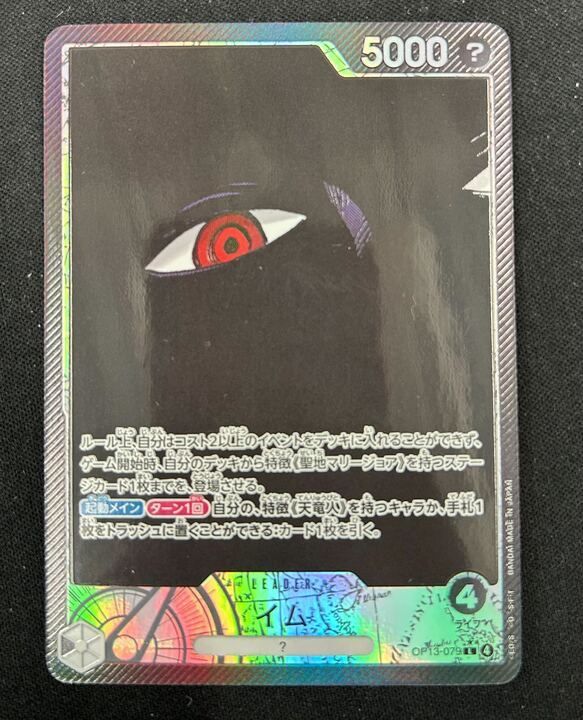 5000 ?
ルール上、自分はコスト2以上のイベントをデッキに入れることができず、
ゲーム開始時、自分のデッキから特徴《聖地マリージョア》を持つステー
ジカード1枚までを、登場させる。
起動メイン ターン1回 自分の、特徴《天竜人》を持つキャラか、手札1
枚をトラッシュに置くことができる:カード1枚を引く。
LEADER
イム
?
4
ライフ
OP13-079 L
BANDAI MADE IN JAPAN